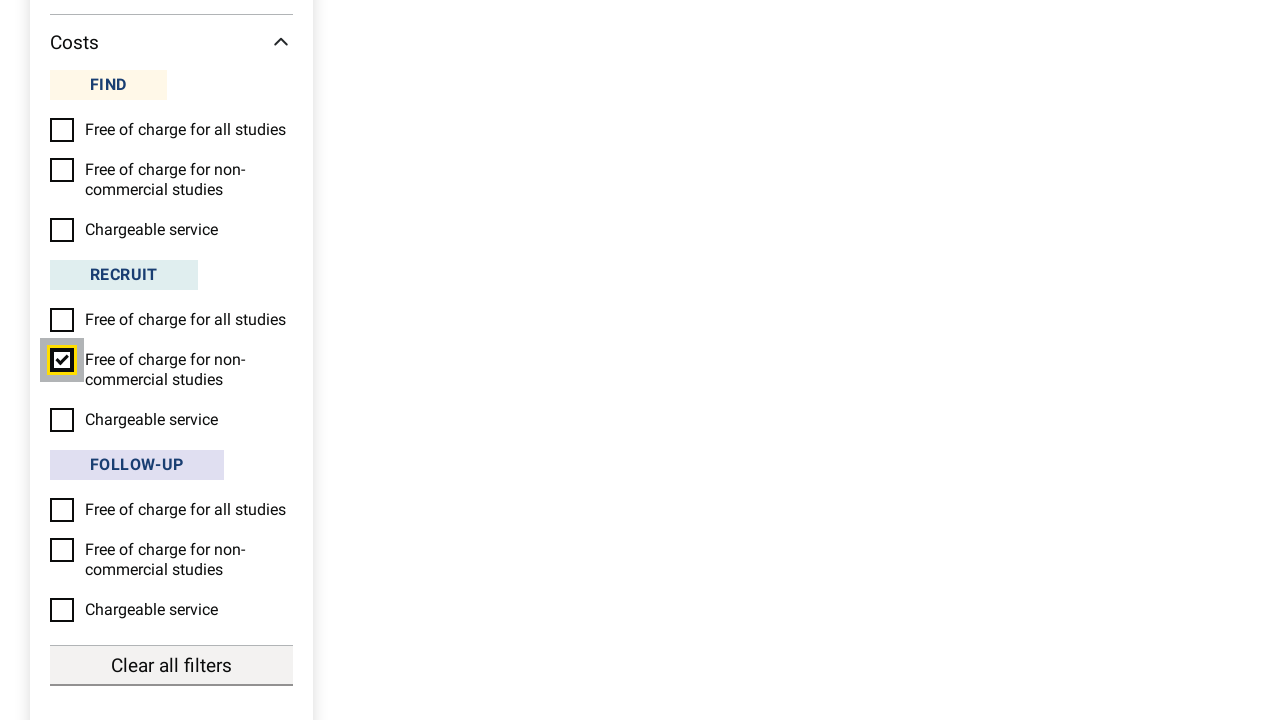 Costs
FIND
Free of charge for all studies
Free of charge for non-
commercial studies
Chargeable service
RECRUIT
Free of charge for all studies
Free of charge for non-
commercial studies
Chargeable service
FOLLOW-UP
Free of charge for all studies
Free of charge for non-
commercial studies
Chargeable service
Clear all filters